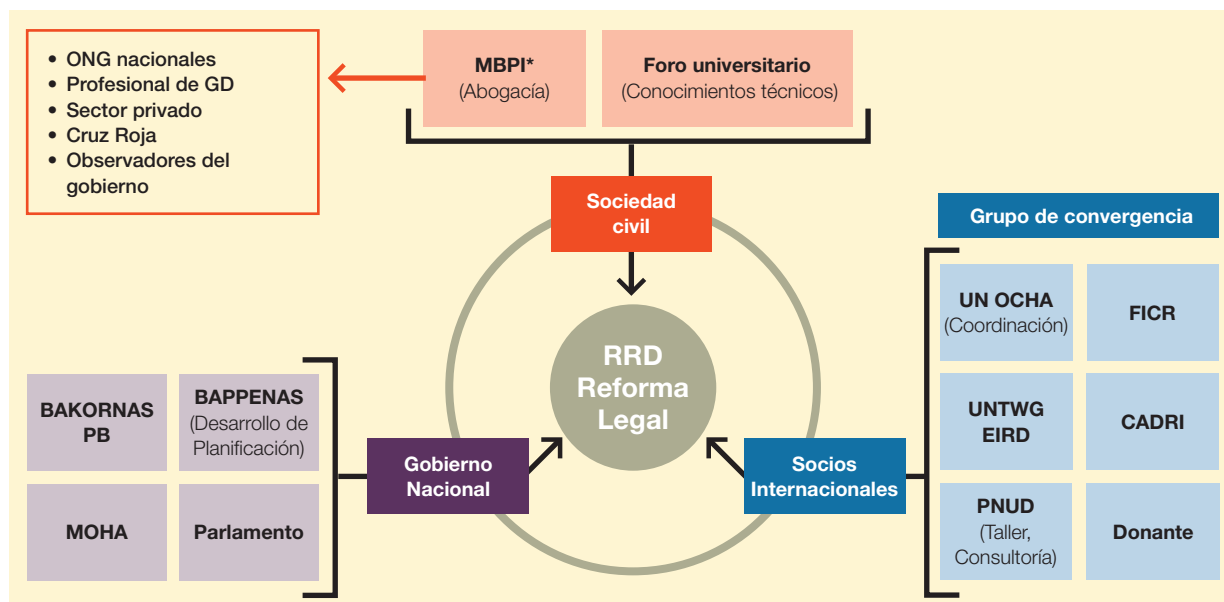 • ONG nacionales
• Profesional de GD
• Sector privado
• Cruz Roja
• Observadores del
gobierno
MBPI*
(Abogacía)
Foro universitario
(Conocimientos técnicos)
Sociedad
civil
Grupo de convergencia
UN OCHA
(Coordinación)
FICR
UNTWG
EIRD
CADRI
PNUD
(Taller,
Consultoría)
Donante
RRD
Reforma
Legal
BAKORNAS
PB
BAPPENAS
(Desarrollo de
Planificación)
MOHA
Parlamento
Gobierno
Nacional
Socios
Internacionales